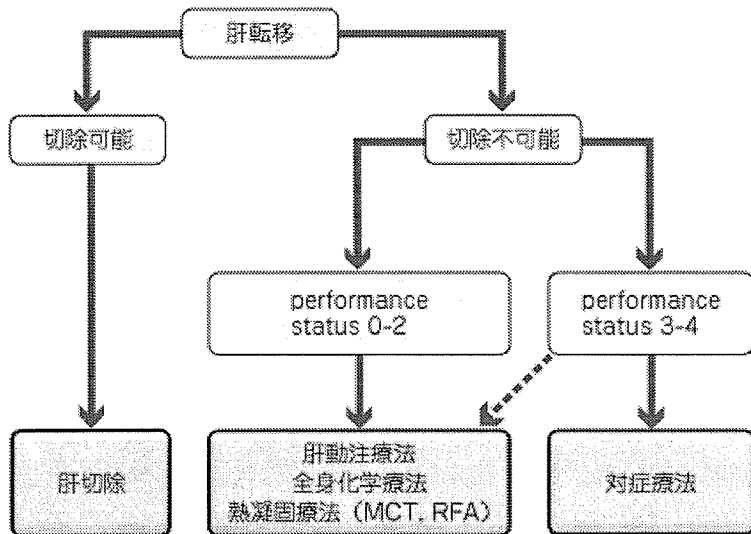 肝転移
切除可能
切除不可能
performance
status 0-2
performance
status 3-4
肝切除
肝動注療法
全身化学療法
熱凝固療法（MCT, RFA）
対症療法